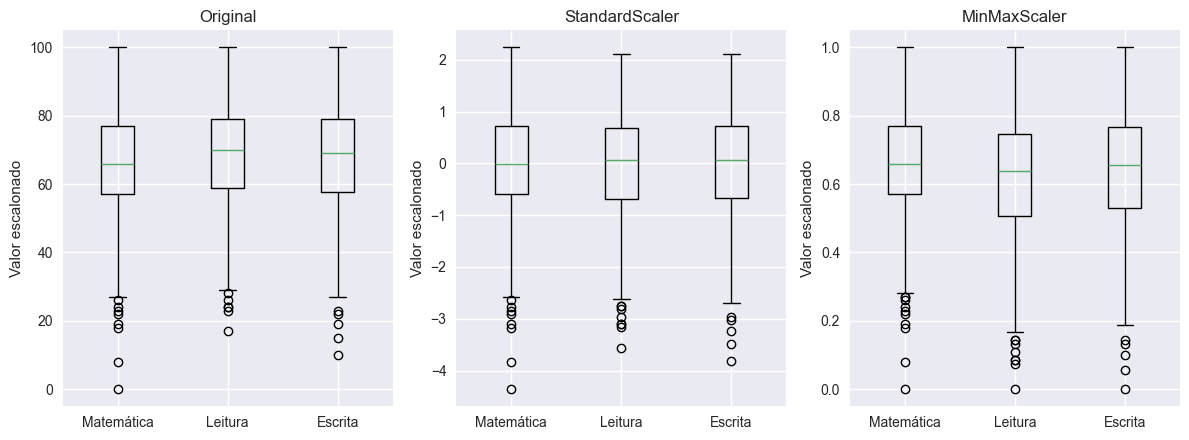 Original
Valor escalonado
100
80
60
40
20
0
Matemática
Leitura
Escrita
StandardScaler
Valor escalonado
2
1
0
−1
−2
−3
−4
Matemática
Leitura
Escrita
MinMaxScaler
Valor escalonado
1.0
0.8
0.6
0.4
0.2
0.0
Matemática
Leitura
Escrita